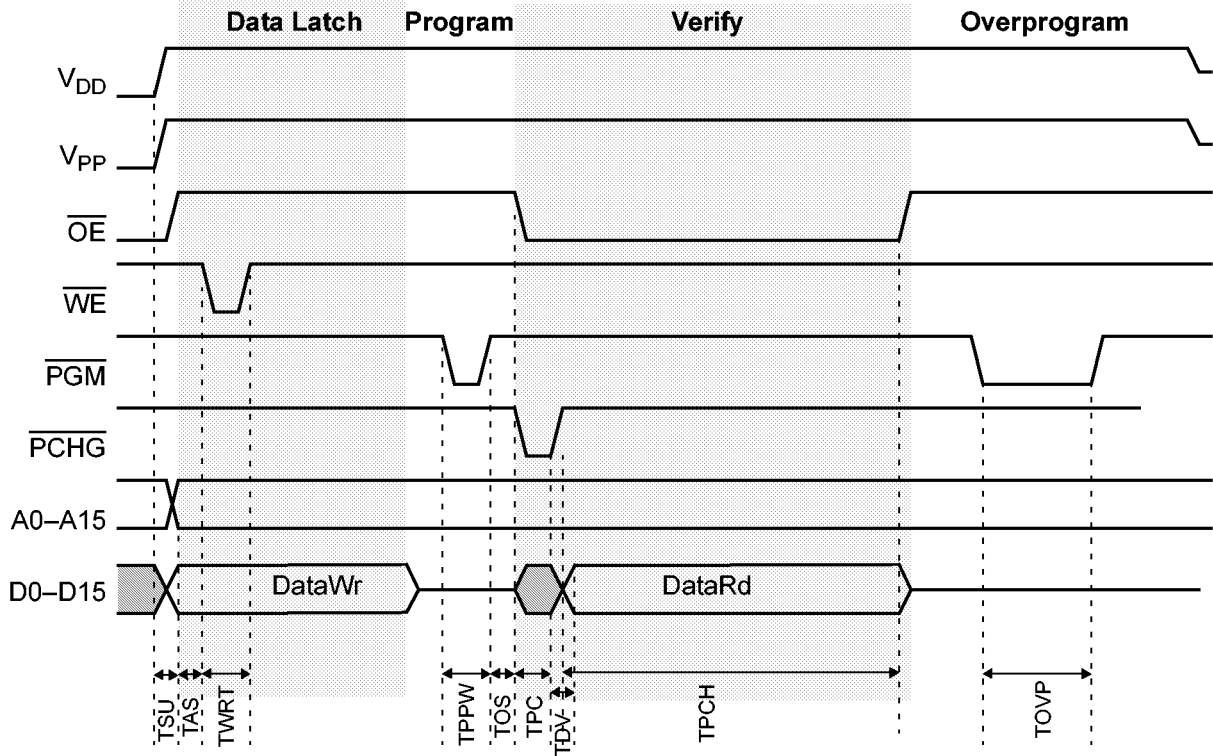 Data Latch Program Verify Overprogram
VDD
VPP
OE
WE
PGM
PCHG
A0–A15
D0–D15 DataWr DataRd
TSU TAS TWRT TPPW TOS TPC TDV TPCH TOVP